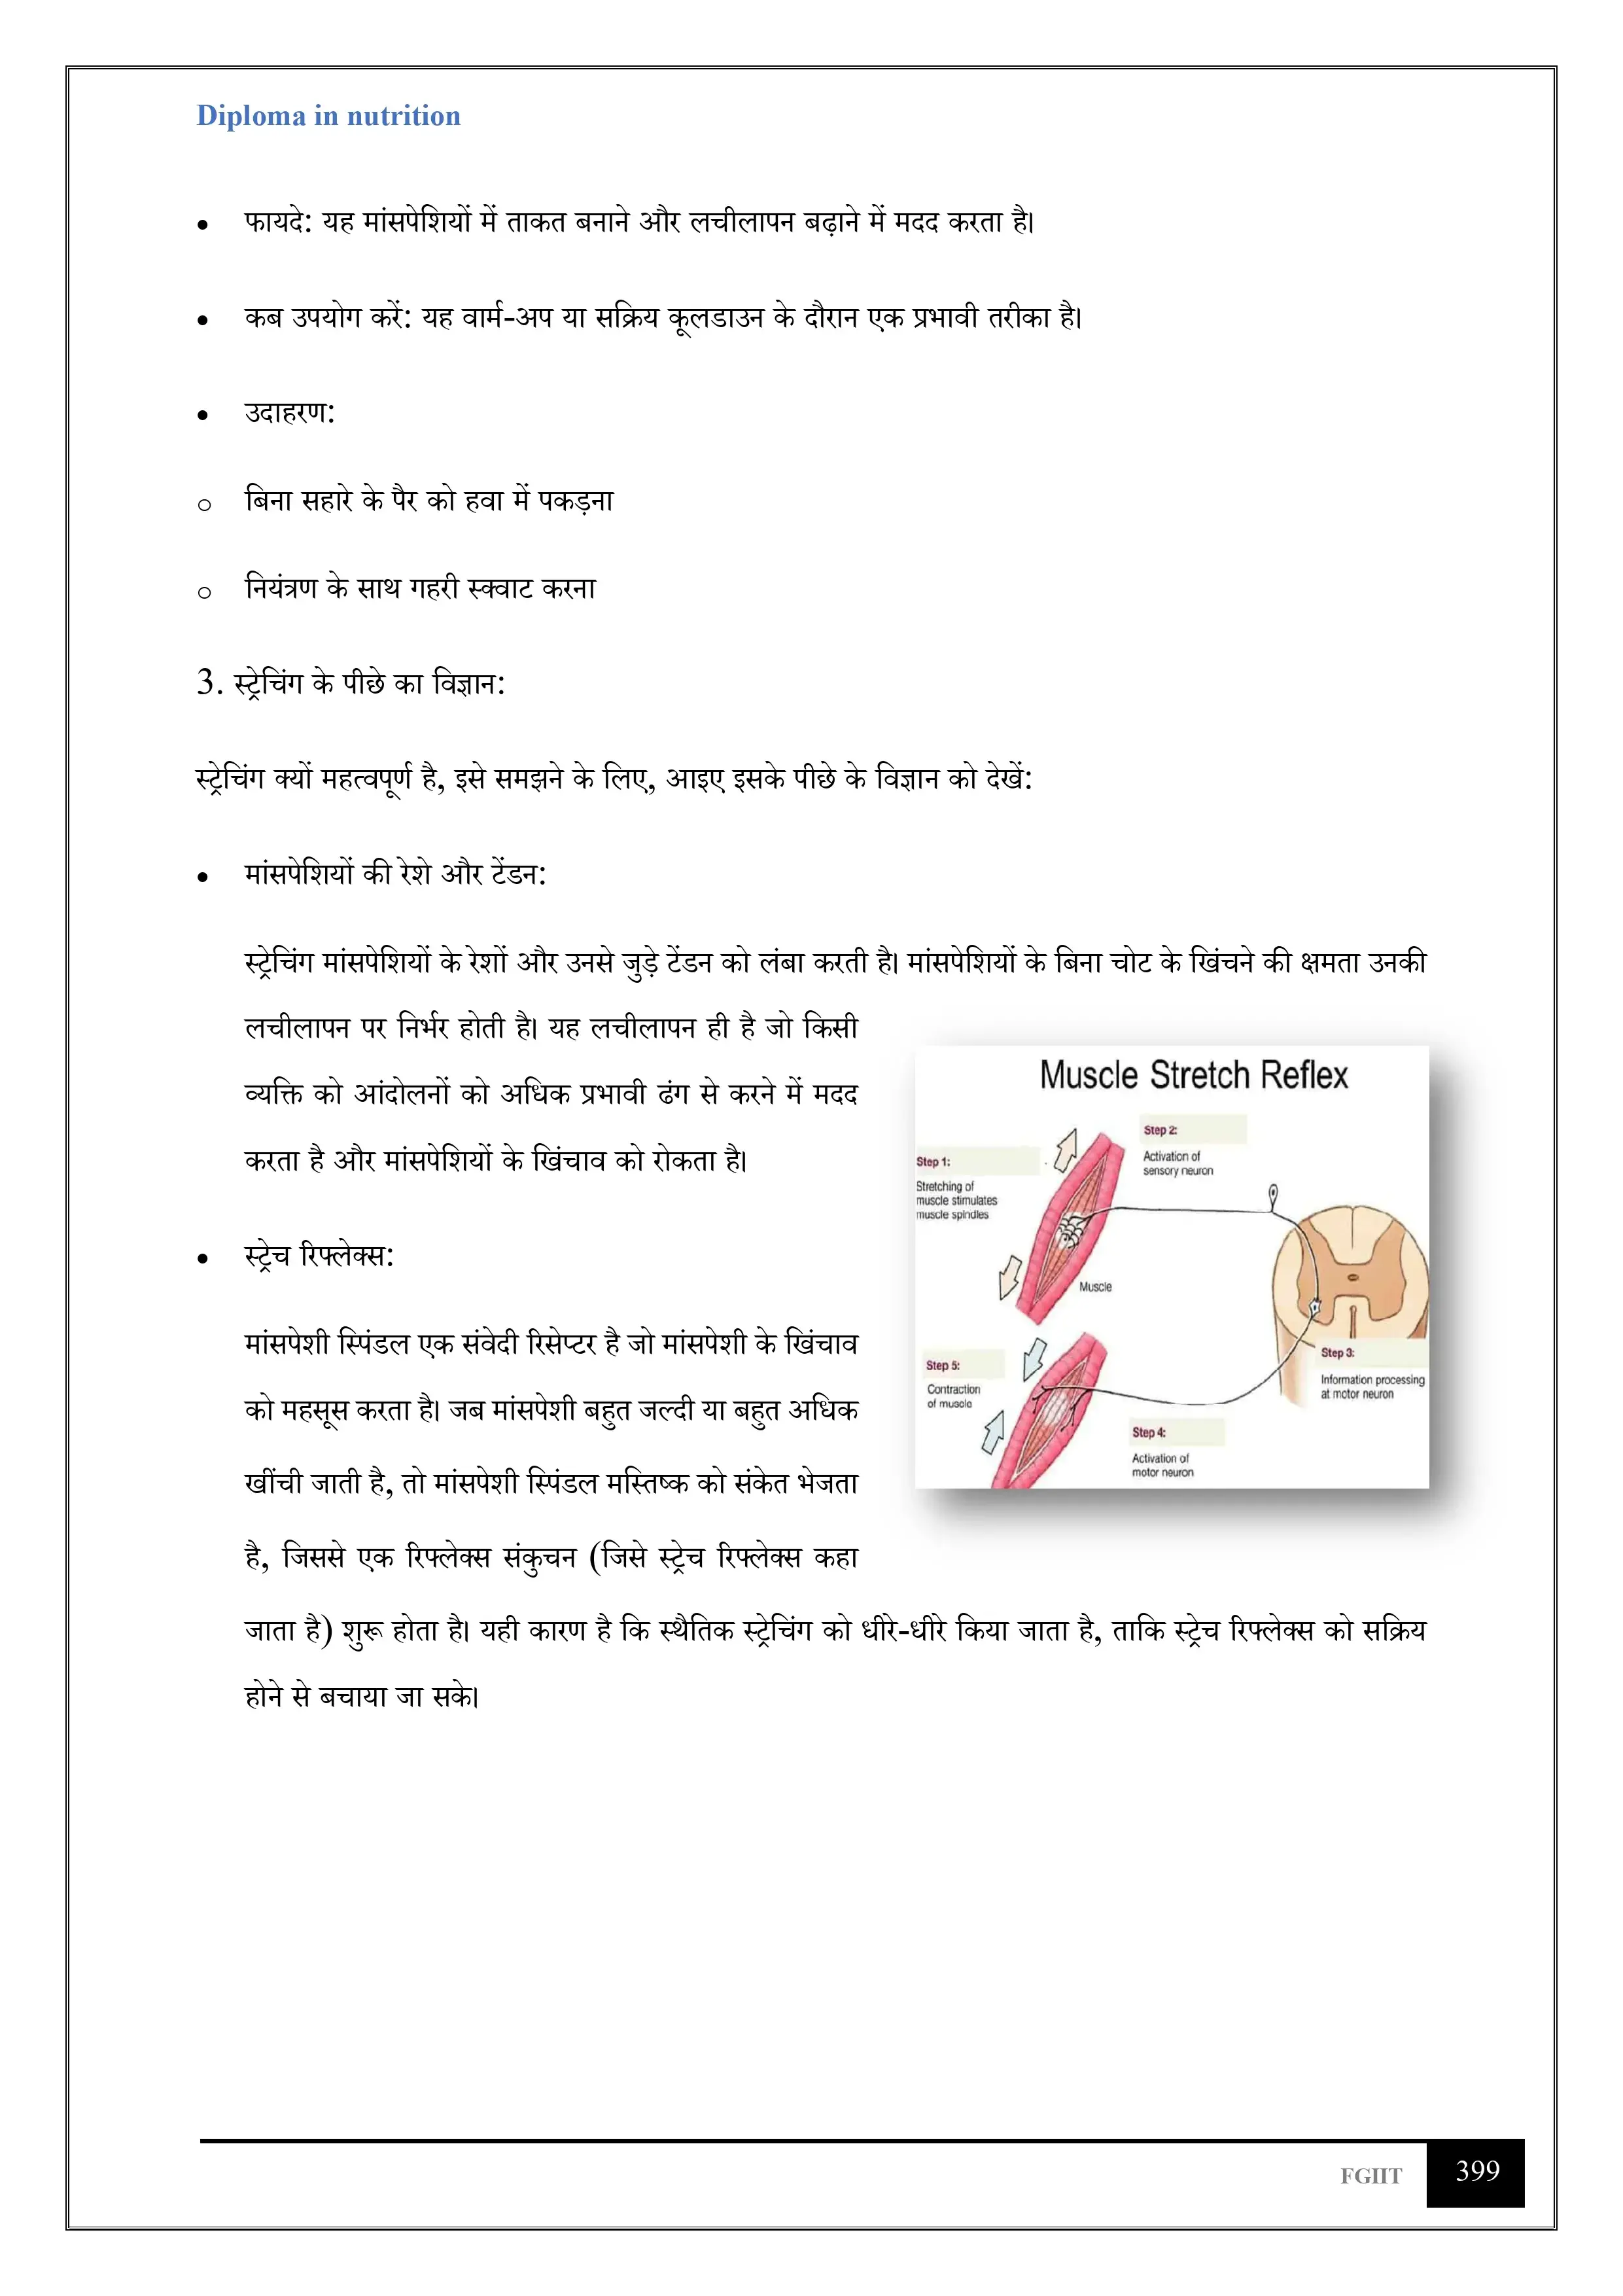 Diploma in nutrition
• फायदे: यह मांसपेशियों में ताकत बनाने और लचीलापन बढ़ाने में मदद करता है।
• कब उपयोग करें: यह वार्म-अप या सक्रिय कूलडाउन के दौरान एक प्रभावी तरीका है।
• उदाहरण:
o बिना सहारे के पैर को हवा में पकड़ना
o नियंत्रण के साथ गहरी स्क्वाट करना
3. स्ट्रेचिंग के पीछे का विज्ञान:
स्ट्रेचिंग क्यों महत्वपूर्ण है, इसे समझने के लिए, आइए इसके पीछे के विज्ञान को देखें:
• मांसपेशियों की रेशे और टेंडन:
स्ट्रेचिंग मांसपेशियों के रेशों और उनसे जुड़े टेंडन को लंबा करती है। मांसपेशियों के बिना चोट के खिंचने की क्षमता उनकी
लचीलापन पर निर्भर होती है। यह लचीलापन ही है जो किसी
व्यक्ति को आंदोलनों को अधिक प्रभावी ढंग से करने में मदद
करता है और मांसपेशियों के खिंचाव को रोकता है।
• स्ट्रेच रिफ्लेक्स:
मांसपेशी स्पिंडल एक संवेदी रिसेप्टर है जो मांसपेशी के खिंचाव
को महसूस करता है। जब मांसपेशी बहुत जल्दी या बहुत अधिक
खींची जाती है, तो मांसपेशी स्पिंडल मस्तिष्क को संकेत भेजता
है, जिससे एक रिफ्लेक्स संकुचन (जिसे स्ट्रेच रिफ्लेक्स कहा
जाता है) शुरू होता है। यही कारण है कि स्थैतिक स्ट्रेचिंग को धीरे-धीरे किया जाता है, ताकि स्ट्रेच रिफ्लेक्स को सक्रिय
होने से बचाया जा सके।
Muscle Stretch Reflex
Step 1:
Stretching of
muscle stimulates
muscle spindles
Step 2:
Activation of
sensory neuron
Muscle
Step 3:
Information processing
at motor neuron
Step 4:
Activation of
motor neuron
Step 5:
Contraction
of muscle
FGIIT 399